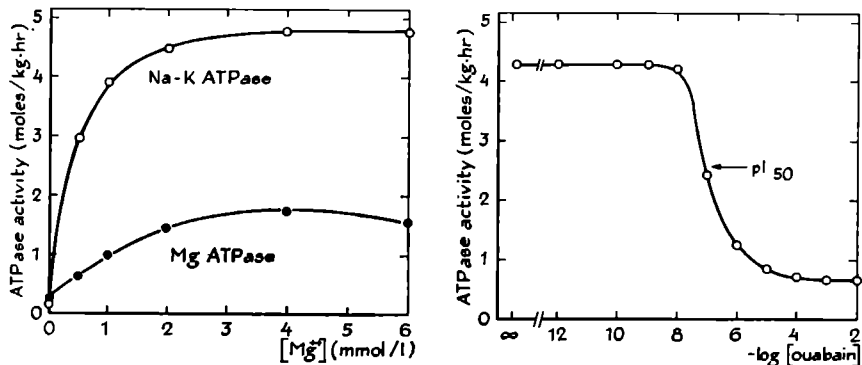 ATPase activity (moles/kg·hr)
5
4
3
2
1
0
Na-K ATPase
Mg ATPase
0 1 2 3 4 5 6
[Mg⁺⁺] (mmol/l)
ATPase activity (moles/kg·hr)
5
4
3
2
1
0
pI 50
∞ 12 10 8 6 4 2
-log [ouabain]